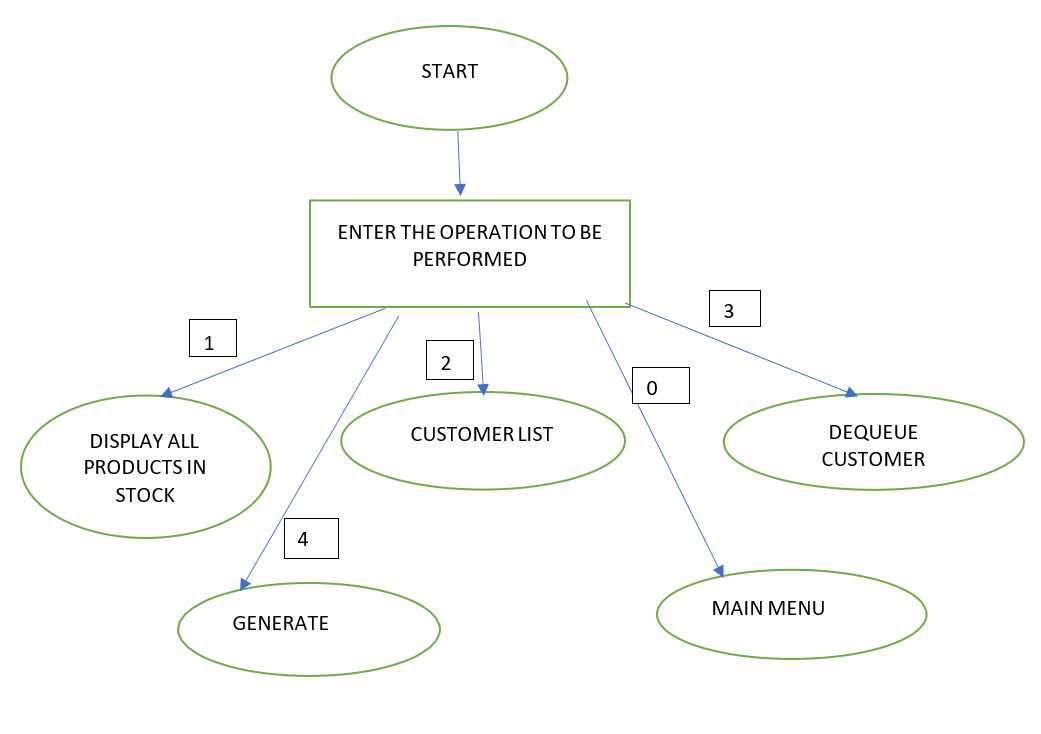 START
ENTER THE OPERATION TO BE
PERFORMED
3
1
2
0
DISPLAY ALL
PRODUCTS IN
STOCK
CUSTOMER LIST
DEQUEUE
CUSTOMER
4
GENERATE
MAIN MENU